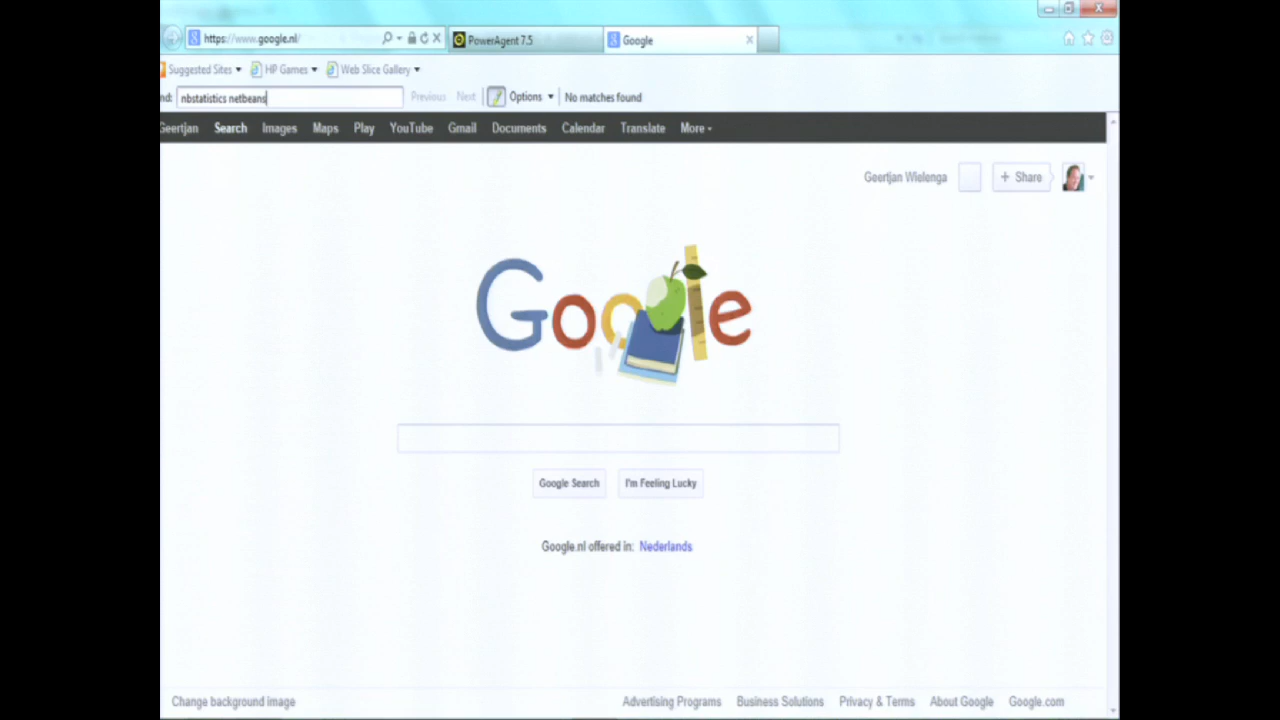 https://www.google.nl/
PowerAgent 7.5
Google
Suggested Sites
HP Games
Web Slice Gallery
nd: nbstatistics netbeans
Previous
Next
Options
No matches found
Geertjan Search Images Maps Play YouTube Gmail Documents Calendar Translate More
Geertjan Wielenga
+ Share
Google
Google Search
I'm Feeling Lucky
Google.nl offered in: Nederlands
Change background image
Advertising Programs
Business Solutions
Privacy & Terms
About Google
Google.com